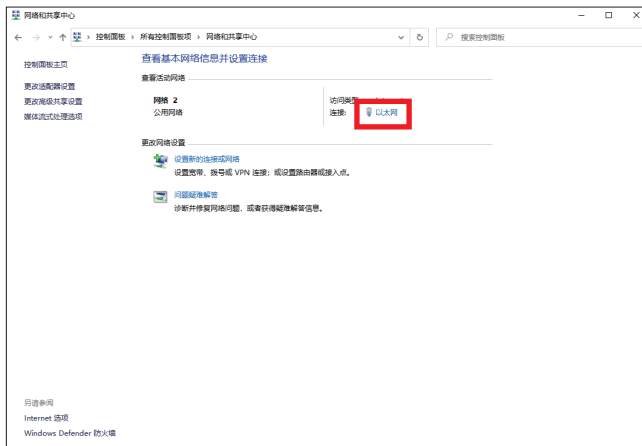 网络和共享中心
控制面板 › 所有控制面板项 › 网络和共享中心
搜索控制面板
控制面板主页
更改适配器设置
更改高级共享设置
媒体流式处理选项
查看基本网络信息并设置连接
查看活动网络
网络 2
公用网络
访问类型
连接: 以太网
更改网络设置
设置新的连接或网络
设置宽带、拨号或 VPN 连接；或设置路由器或接入点。
问题疑难解答
诊断并修复网络问题，或者获得疑难解答信息。
另请参阅
Internet 选项
Windows Defender 防火墙